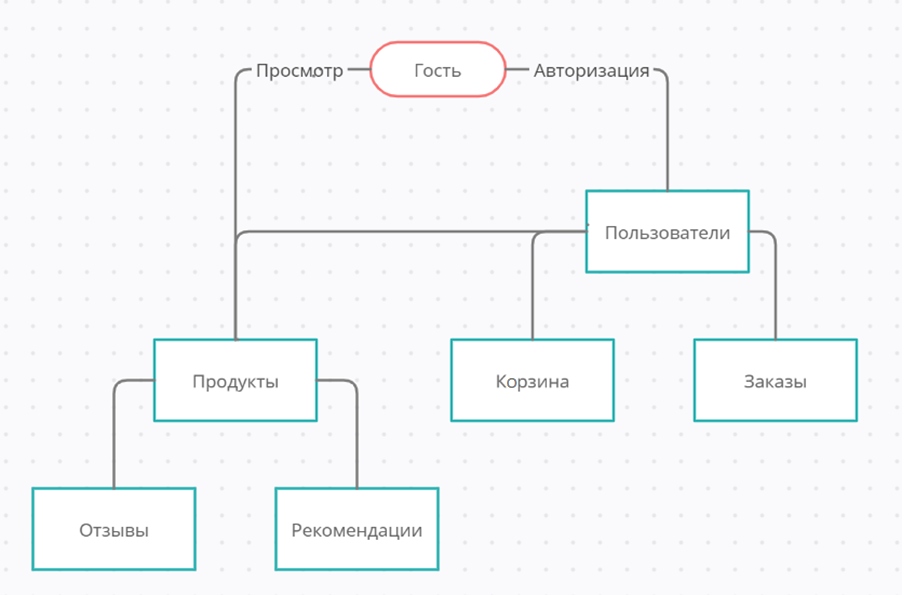 Просмотр
Гость
Авторизация
Пользователи
Продукты
Корзина
Заказы
Отзывы
Рекомендации